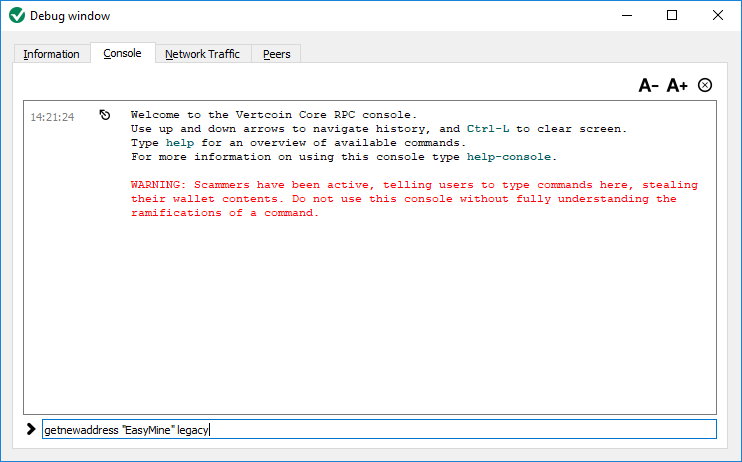 Debug window
Information Console Network Traffic Peers
A- A+
14:21:24 Welcome to the Vertcoin Core RPC console.
Use up and down arrows to navigate history, and Ctrl-L to clear screen.
Type help for an overview of available commands.
For more information on using this console type help-console.
WARNING: Scammers have been active, telling users to type commands here, stealing
their wallet contents. Do not use this console without fully understanding the
ramifications of a command.
getnewaddress "EasyMine" legacy